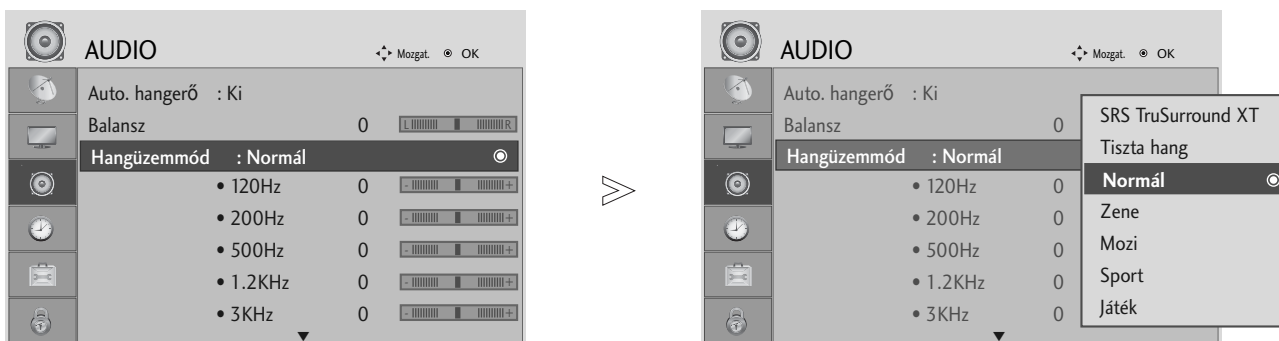 AUDIO Mozgat. OK
Auto. hangerő : Ki
Balansz 0 L R
Hangüzemmód : Normál
• 120Hz 0 - +
• 200Hz 0 - +
• 500Hz 0 - +
• 1.2KHz 0 - +
• 3KHz 0 - +
AUDIO Mozgat. OK
Auto. hangerő : Ki
Balansz 0
Hangüzemmód : Normál
• 120Hz 0
• 200Hz 0
• 500Hz 0
• 1.2KHz 0
• 3KHz 0
SRS TruSurround XT
Tiszta hang
Normál
Zene
Mozi
Sport
Játék